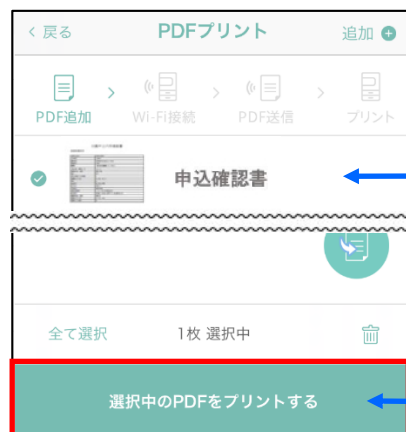 < 戻る PDFプリント 追加
PDF追加 > Wi-Fi接続 > PDF送信 > プリント
申込確認書
全て選択 1枚 選択中
選択中のPDFをプリントする